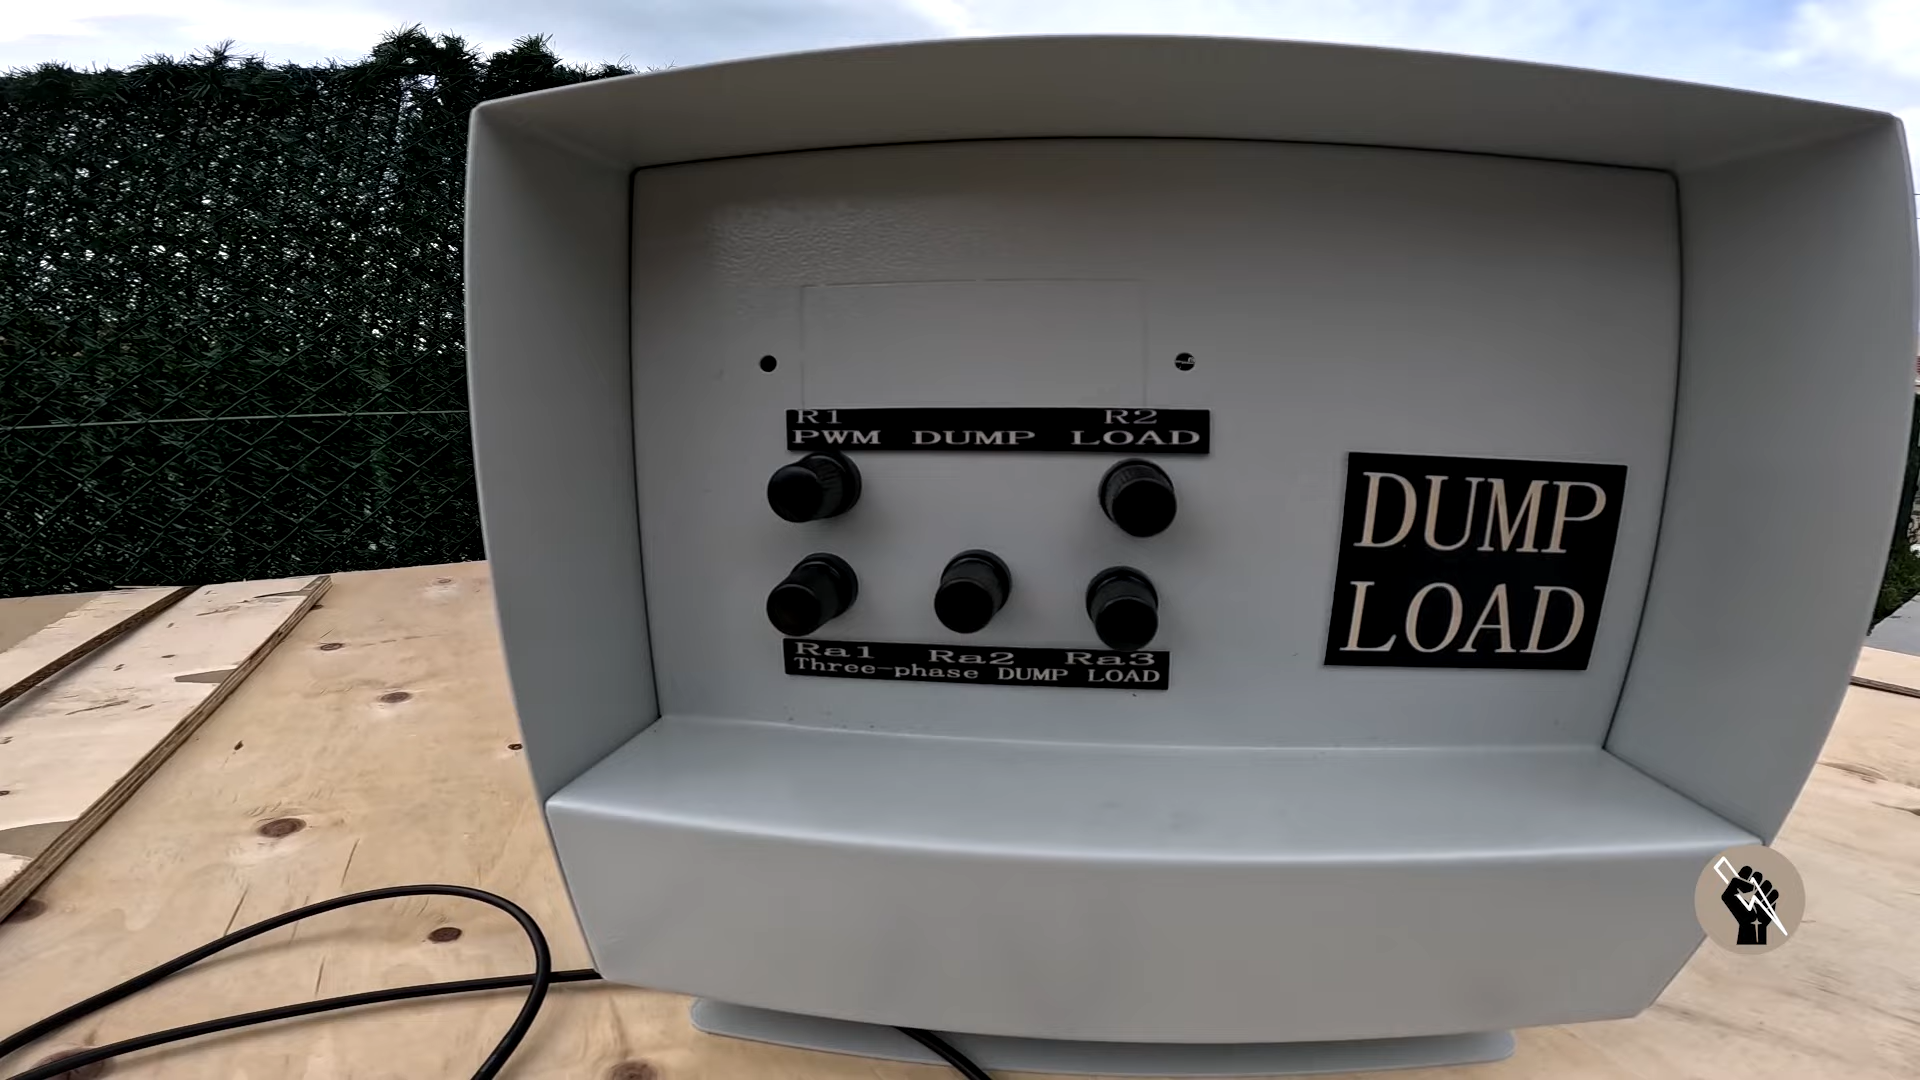 R1 R2
PWM DUMP LOAD
DUMP
LOAD
Ra1 Ra2 Ra3
Three-phase DUMP LOAD